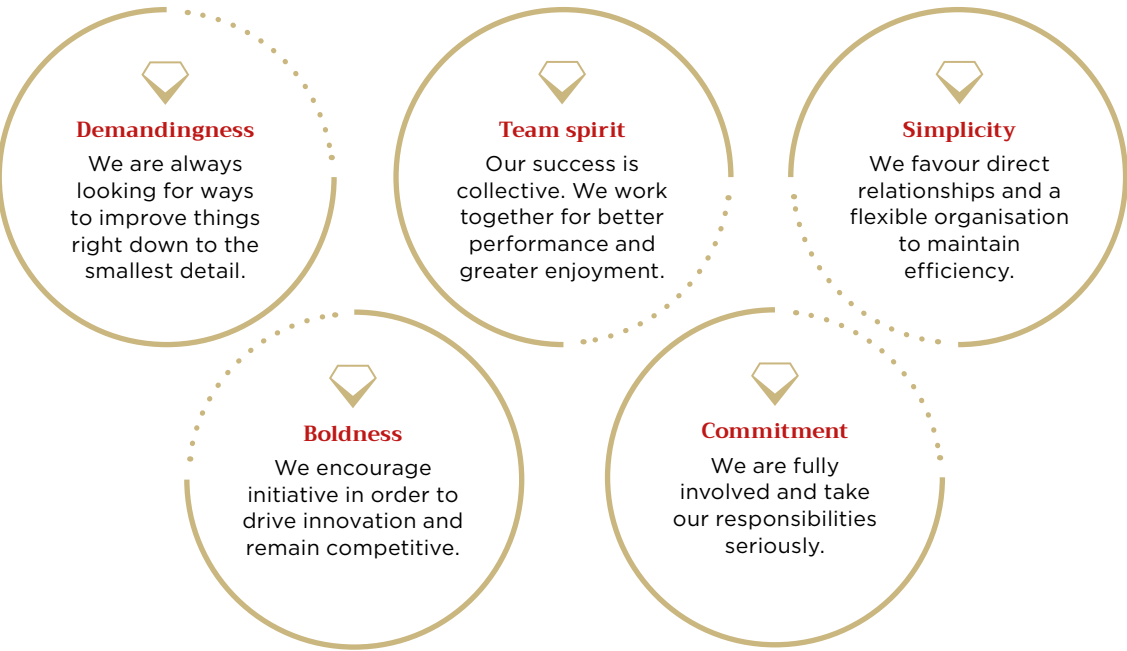 Demandingness
We are always
looking for ways
to improve things
right down to the
smallest detail.
Team spirit
Our success is
collective. We work
together for better
performance and
greater enjoyment.
Simplicity
We favour direct
relationships and a
flexible organisation
to maintain
efficiency.
Boldness
We encourage
initiative in order to
drive innovation and
remain competitive.
Commitment
We are fully
involved and take
our responsibilities
seriously.